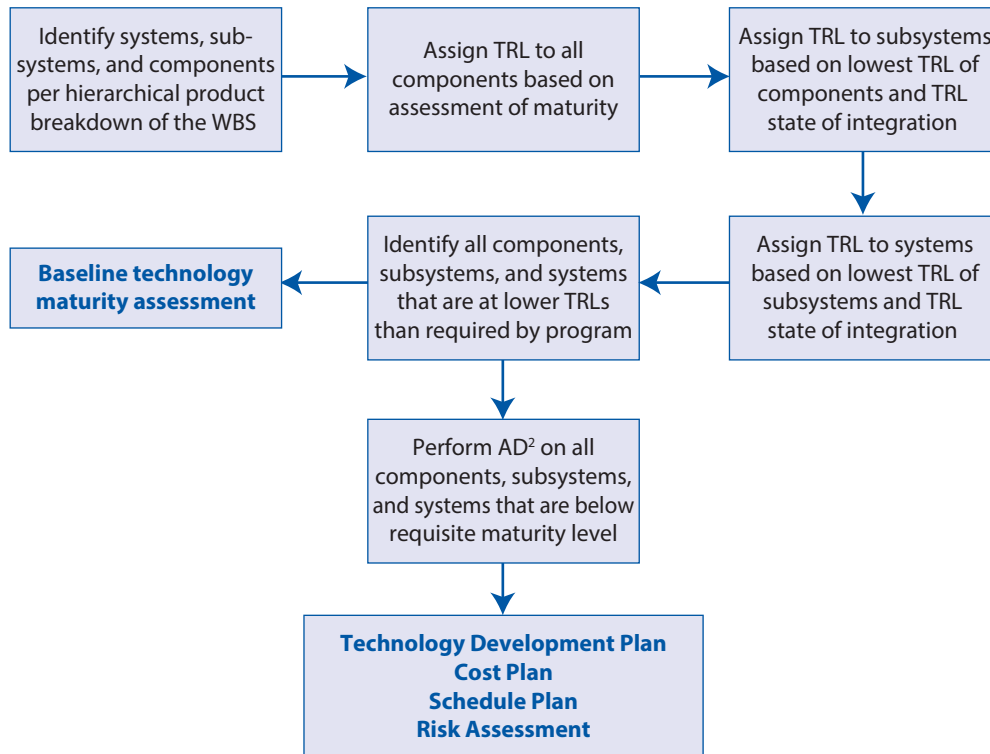 Identify systems, sub-
systems, and components
per hierarchical product
breakdown of the WBS
Assign TRL to all
components based on
assessment of maturity
Assign TRL to subsystems
based on lowest TRL of
components and TRL
state of integration
Assign TRL to systems
based on lowest TRL of
subsystems and TRL
state of integration
Identify all components,
subsystems, and systems
that are at lower TRLs
than required by program
Baseline technology
maturity assessment
Perform AD² on all
components, subsystems,
and systems that are below
requisite maturity level
Technology Development Plan
Cost Plan
Schedule Plan
Risk Assessment